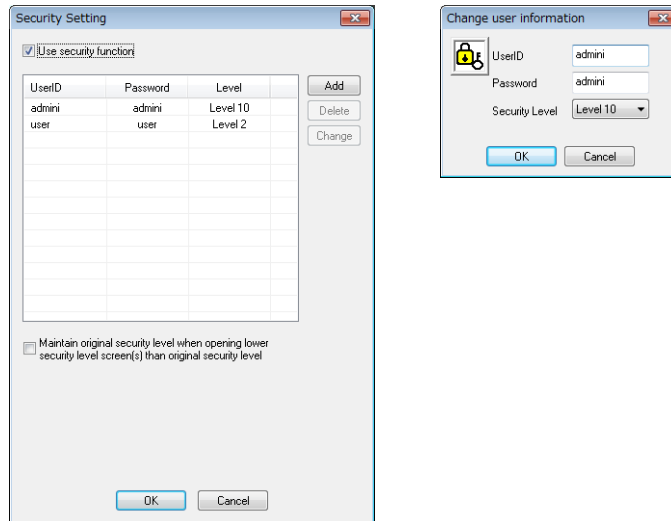 Security Setting
Use security function
UserID Password Level
admini admini Level 10
user user Level 2
Add
Delete
Change
Maintain original security level when opening lower
security level screen(s) than original security level
OK Cancel
Change user information
UserID admini
Password admini
Security Level Level 10
OK Cancel